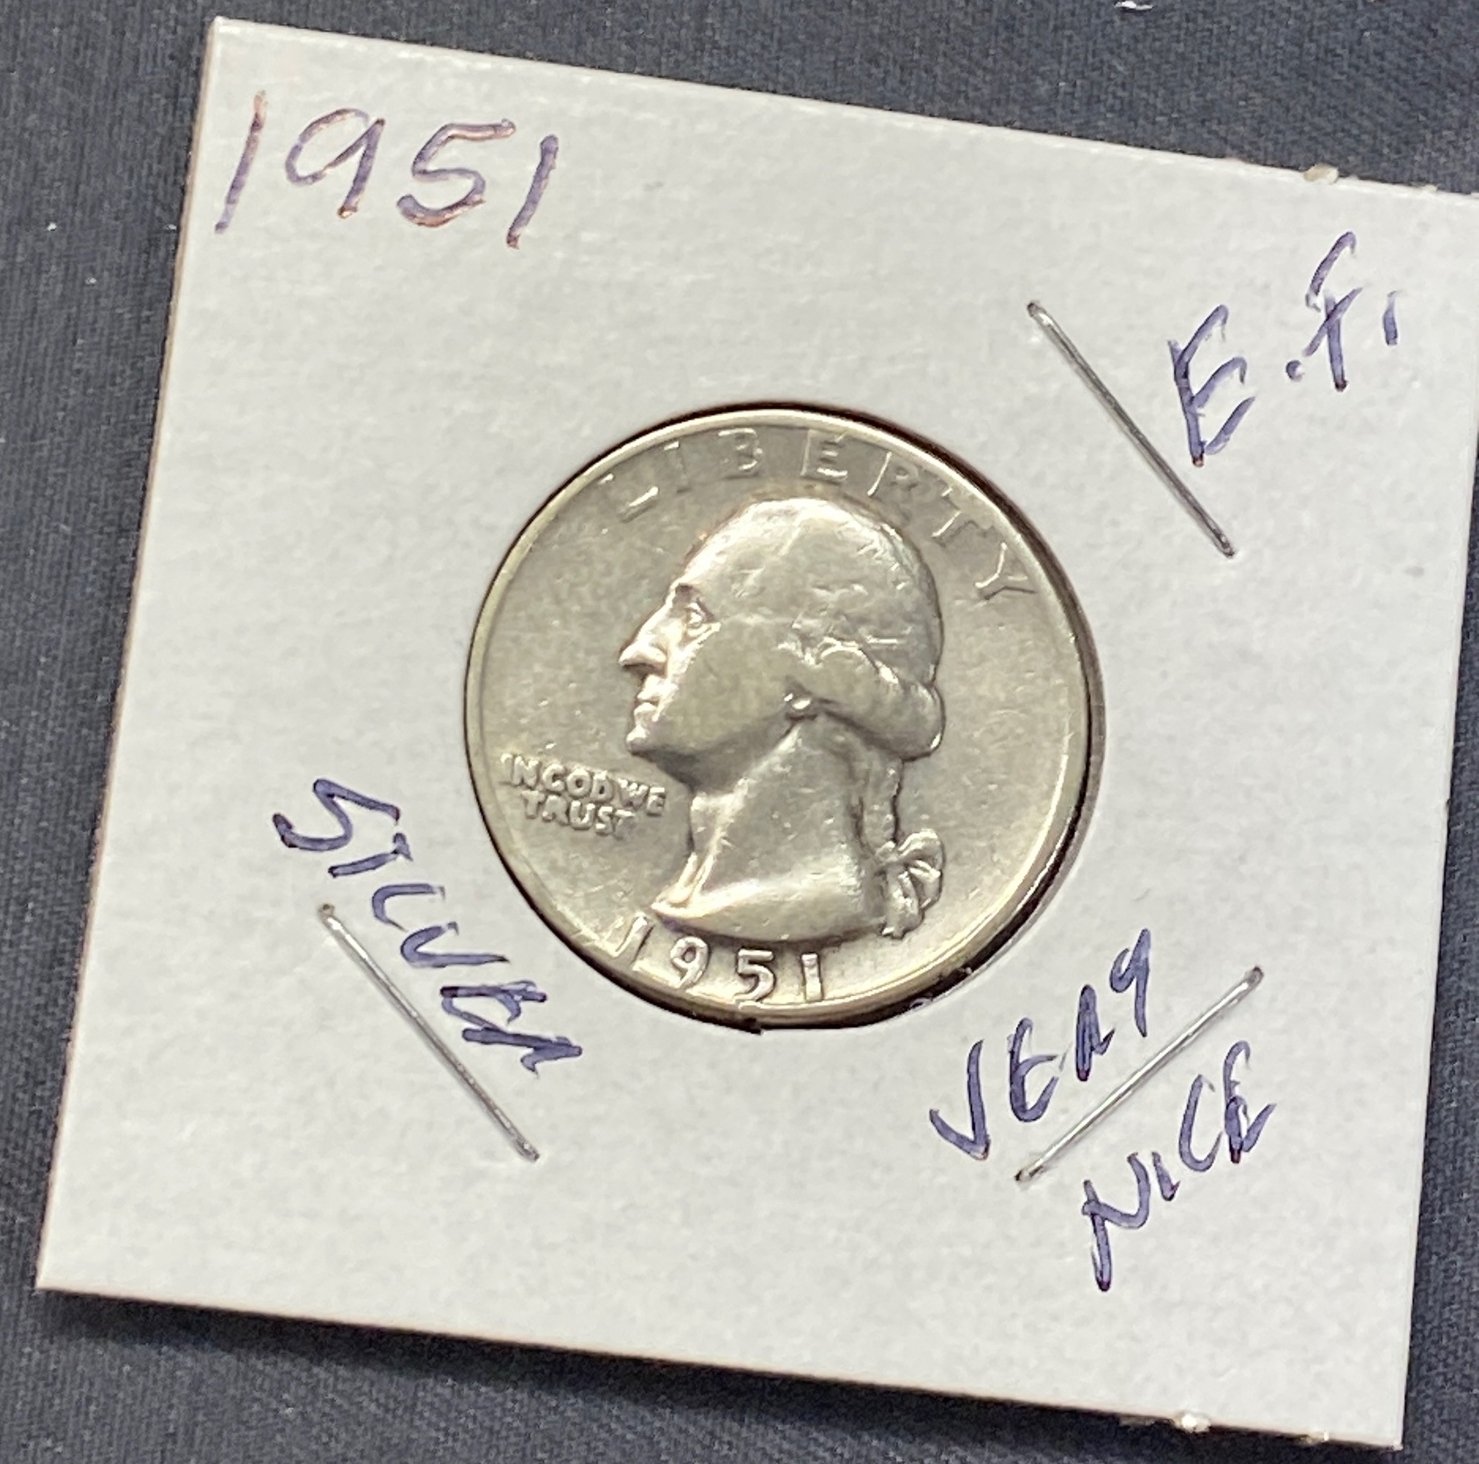 1951
E.F.
LIBERTY
IN GOD WE
TRUST
1951
SILVER
VERY
NICE